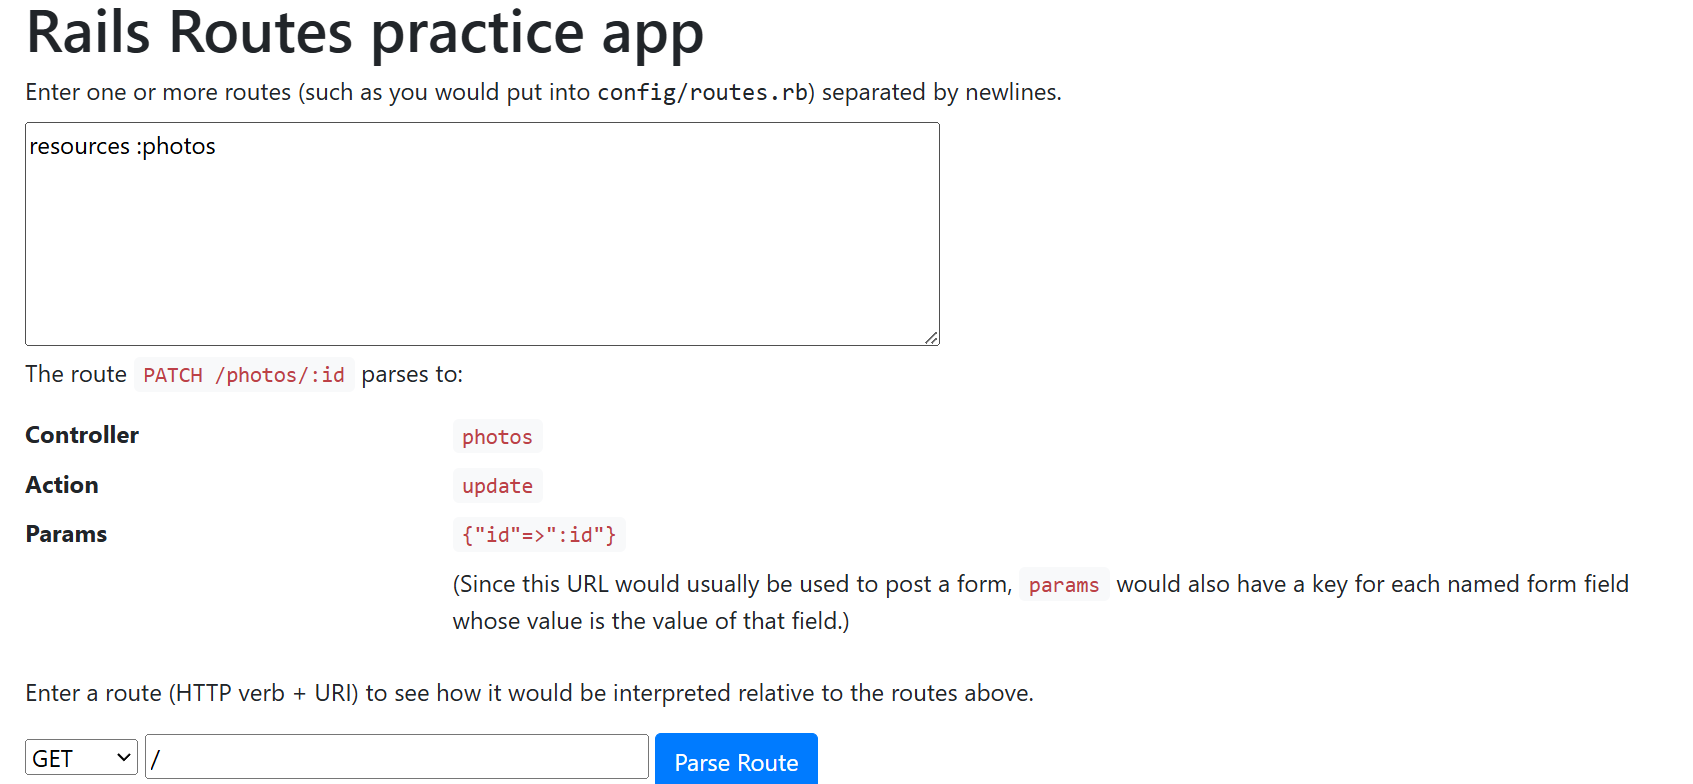 Rails Routes practice app
Enter one or more routes (such as you would put into config/routes.rb) separated by newlines.
resources :photos
The route PATCH /photos/:id parses to:
Controller photos
Action update
Params {"id"=>":id"}
(Since this URL would usually be used to post a form, params would also have a key for each named form field
whose value is the value of that field.)
Enter a route (HTTP verb + URI) to see how it would be interpreted relative to the routes above.
GET / Parse Route